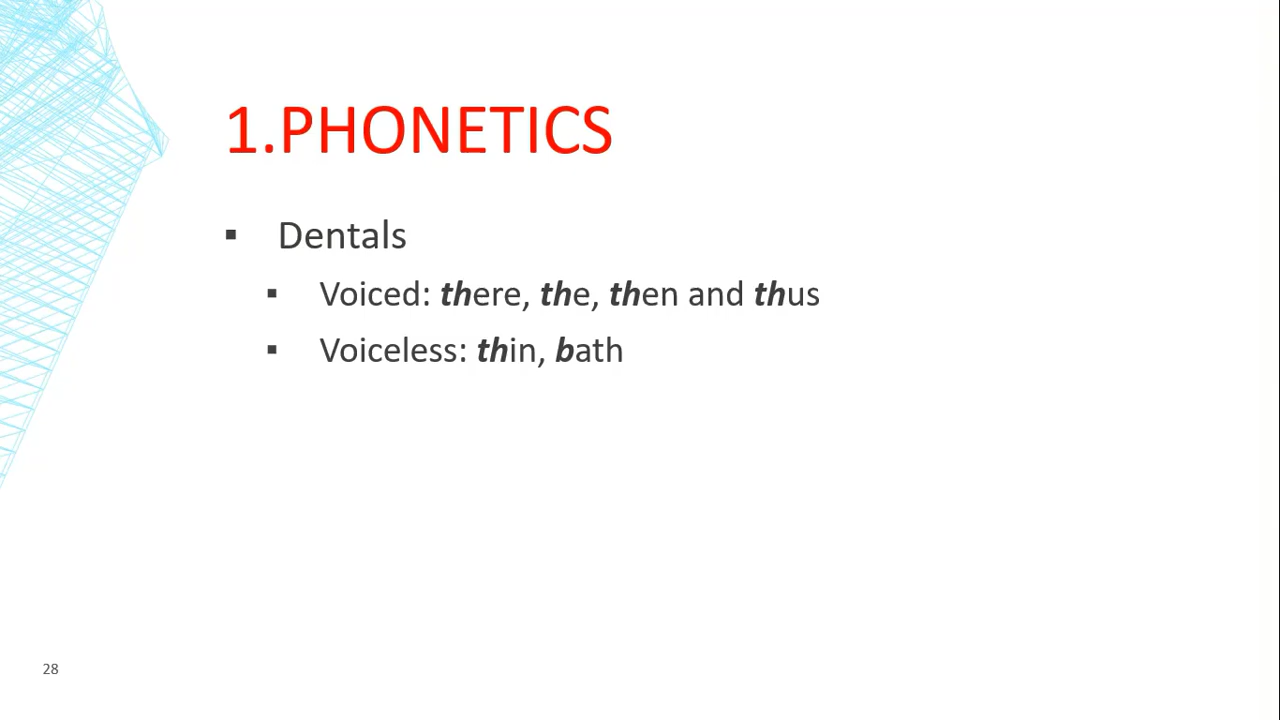 1.PHONETICS
▪ Dentals
▪ Voiced: there, the, then and thus
▪ Voiceless: thin, bath
28